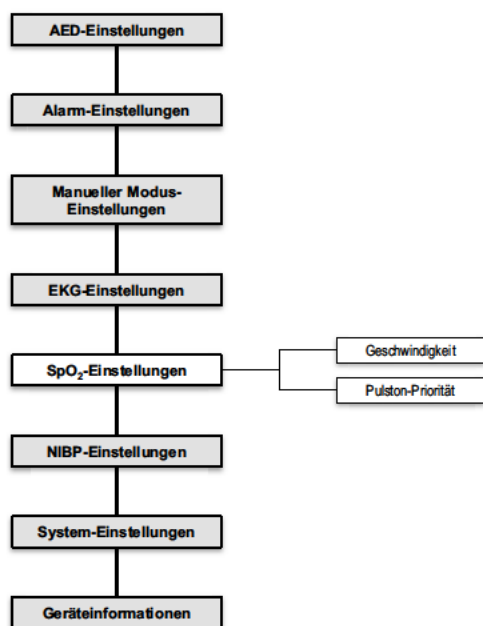 AED-Einstellungen
Alarm-Einstellungen
Manueller Modus-
Einstellungen
EKG-Einstellungen
SpO₂-Einstellungen
Geschwindigkeit
Pulston-Priorität
NIBP-Einstellungen
System-Einstellungen
Geräteinformationen